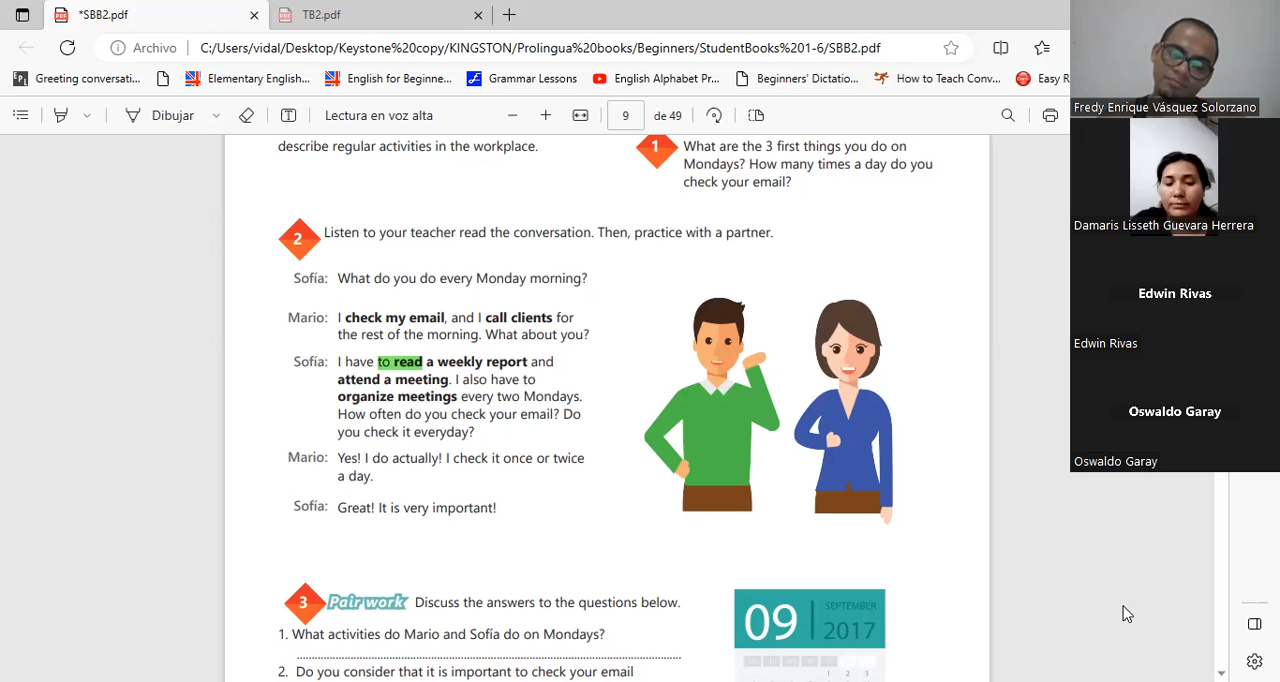 *SBB2.pdf
TB2.pdf
Archivo
C:/Users/vidal/Desktop/Keystone%20copy/KINGSTON/Prolingua%20books/Beginners/StudentBooks%201-6/SBB2.pdf
Greeting conversati...
Elementary English...
English for Beginne...
Grammar Lessons
English Alphabet Pr...
Beginners' Dictatio...
How to Teach Conv...
Easy R
Dibujar
Lectura en voz alta
9
de 49
describe regular activities in the workplace.
1
What are the 3 first things you do on
Mondays? How many times a day do you
check your email?
2
Listen to your teacher read the conversation. Then, practice with a partner.
Sofía: What do you do every Monday morning?
Mario: I check my email, and I call clients for
the rest of the morning. What about you?
Sofía: I have to read a weekly report and
attend a meeting. I also have to
organize meetings every two Mondays.
How often do you check your email? Do
you check it everyday?
Mario: Yes! I do actually! I check it once or twice
a day.
Sofía: Great! It is very important!
3
Pair work Discuss the answers to the questions below.
1. What activities do Mario and Sofía do on Mondays?
2. Do you consider that it is important to check your email
09
SEPTEMBER
2017
1 2 3
Fredy Enrique Vásquez Solorzano
Damaris Lisseth Guevara Herrera
Edwin Rivas
Edwin Rivas
Oswaldo Garay
Oswaldo Garay